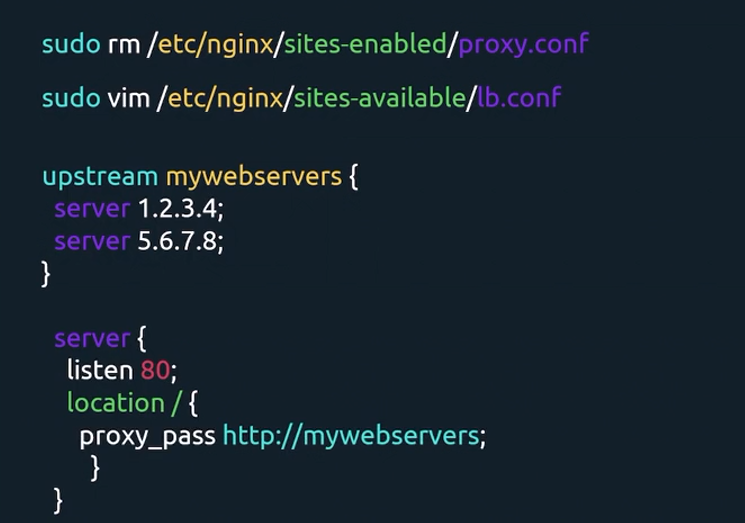 sudo rm /etc/nginx/sites-enabled/proxy.conf
sudo vim /etc/nginx/sites-available/lb.conf
upstream mywebservers {
server 1.2.3.4;
server 5.6.7.8;
}
server {
listen 80;
location / {
proxy_pass http://mywebservers;
}
}